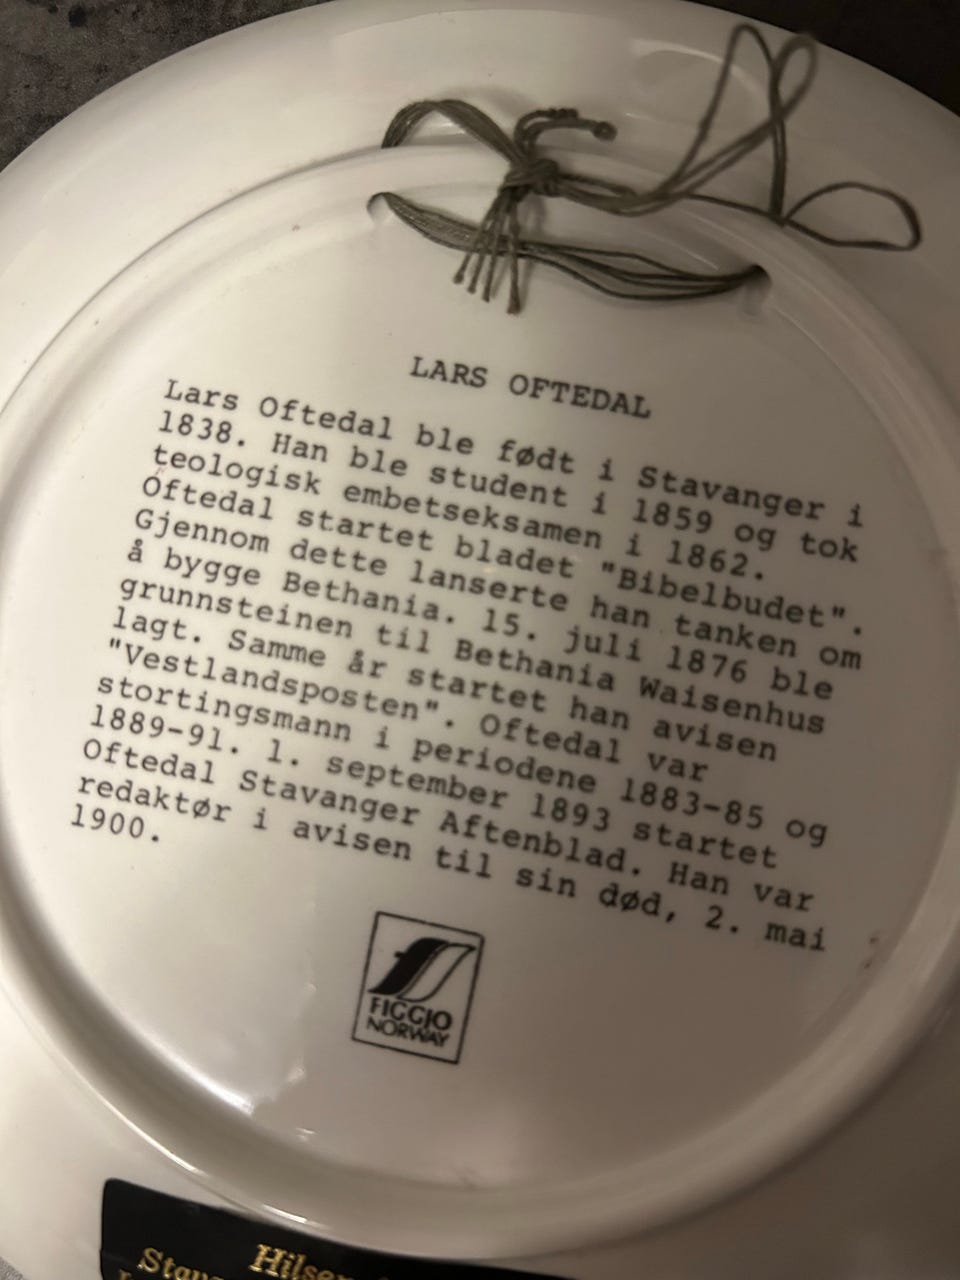 LARS OFTEDAL
Lars Oftedal ble født i Stavanger i
1838. Han ble student i 1859 og tok
teologisk embetseksamen i 1862.
Oftedal startet bladet "Bibelbudet".
Gjennom dette lanserte han tanken om
å bygge Bethania. 15. juli 1876 ble
grunnsteinen til Bethania Waisenhus
lagt. Samme år startet han avisen
"Vestlandsposten". Oftedal var
stortingsmann i periodene 1883-85 og
1889-91. 1. september 1893 startet
Oftedal Stavanger Aftenblad. Han var
redaktør i avisen til sin død, 2. mai
1900.
FIGGJO
NORWAY